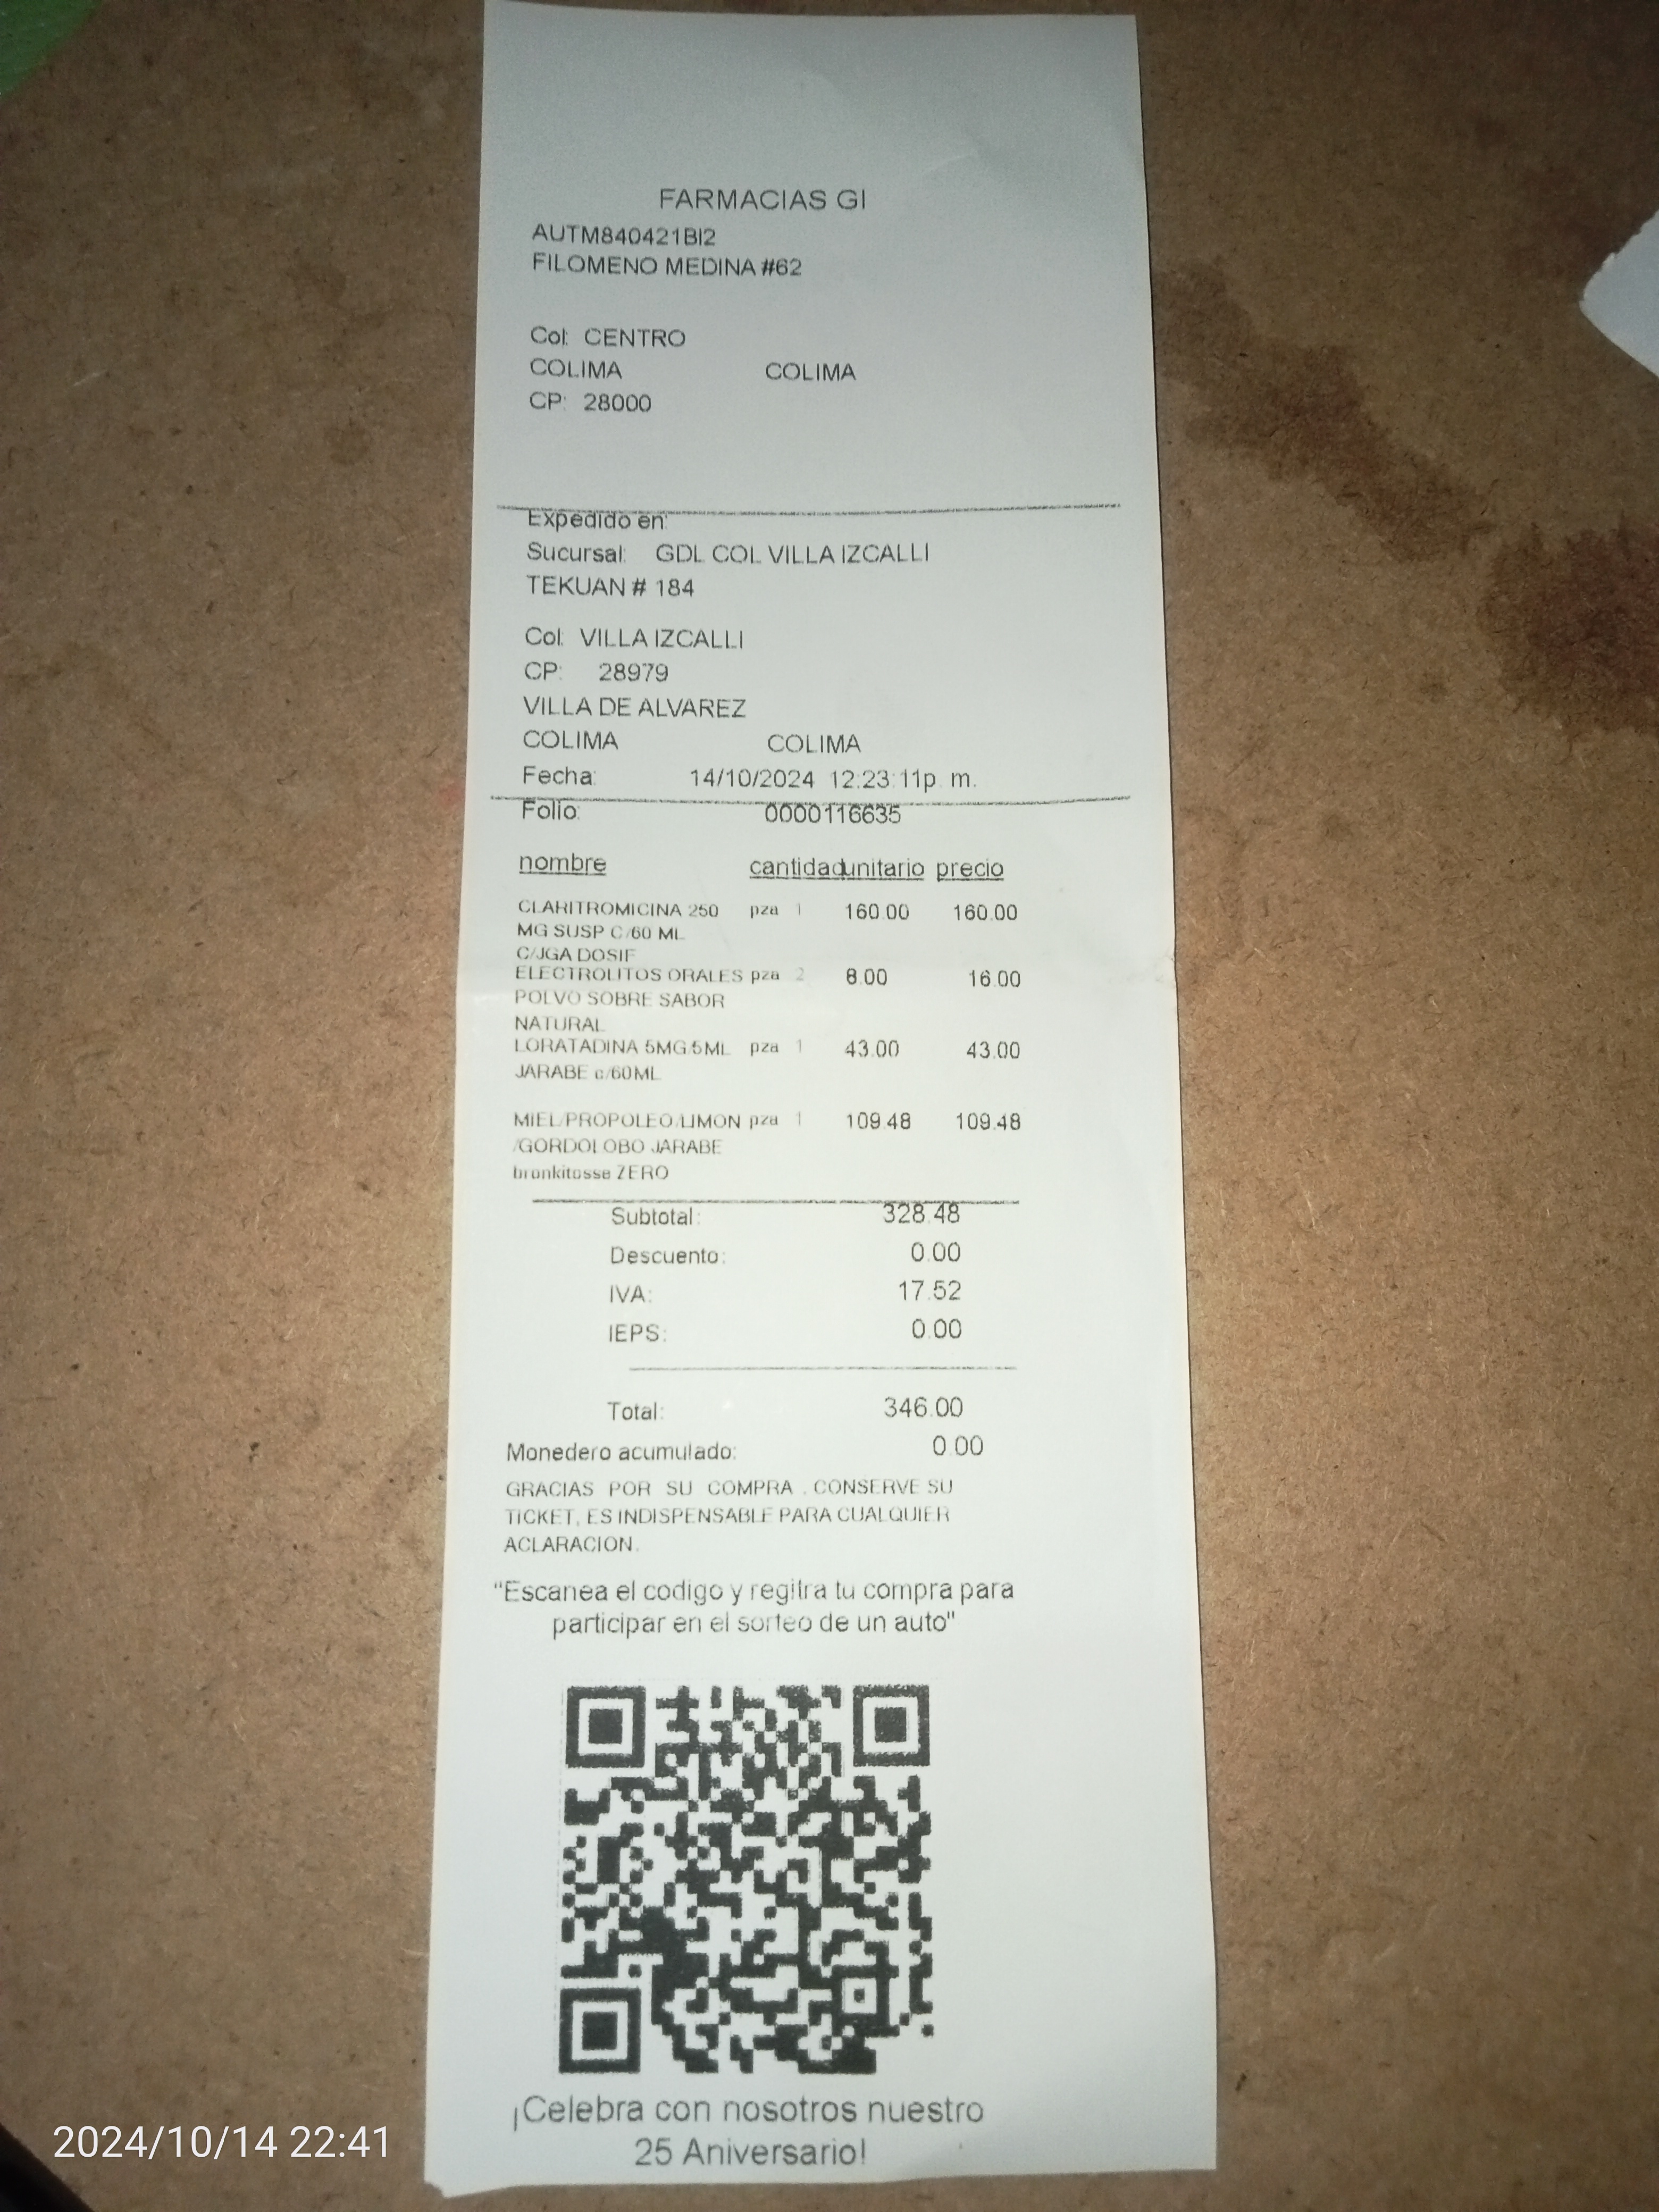 FARMACIAS GI
AUTM840421BI2
FILOMENO MEDINA #62
Col: CENTRO
COLIMA COLIMA
CP: 28000
Expedido en:
Sucursal: GDL COL VILLA IZCALLI
TEKUAN # 184
Col: VILLA IZCALLI
CP: 28979
VILLA DE ALVAREZ
COLIMA COLIMA
Fecha: 14/10/2024 12:23:11p. m.
Folio: 0000116635
nombre cantidad unitario precio
CLARITROMICINA 250 pza 1 160.00 160.00
MG SUSP C/60 ML
C/JGA DOSIF
ELECTROLITOS ORALES pza 2 8.00 16.00
POLVO SOBRE SABOR
NATURAL
LORATADINA 5MG/5ML pza 1 43.00 43.00
JARABE c/60ML
MIEL/PROPOLEO/LIMON pza 1 109.48 109.48
/GORDOLOBO JARABE
bronkitosse ZERO
Subtotal: 328.48
Descuento: 0.00
IVA: 17.52
IEPS: 0.00
Total: 346.00
Monedero acumulado: 0.00
GRACIAS POR SU COMPRA . CONSERVE SU
TICKET, ES INDISPENSABLE PARA CUALQUIER
ACLARACION.
"Escanea el codigo y regitra tu compra para
participar en el sorteo de un auto"
¡Celebra con nosotros nuestro
25 Aniversario!
2024/10/14 22:41